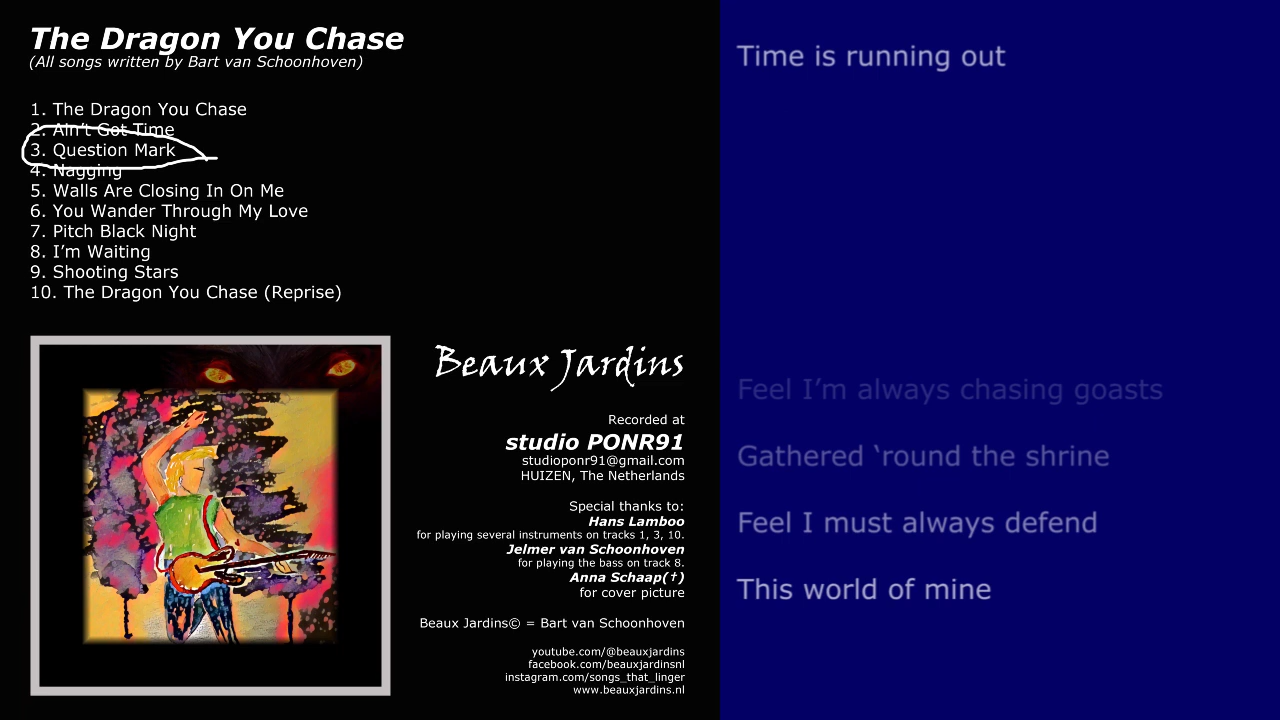 The Dragon You Chase
(All songs written by Bart van Schoonhoven)
1. The Dragon You Chase
2. Ain't Got Time
3. Question Mark
4. Nagging
5. Walls Are Closing In On Me
6. You Wander Through My Love
7. Pitch Black Night
8. I'm Waiting
9. Shooting Stars
10. The Dragon You Chase (Reprise)
Beaux Jardins
Recorded at
studio PONR91
studioponr91@gmail.com
HUIZEN, The Netherlands
Special thanks to:
Hans Lamboo
for playing several instruments on tracks 1, 3, 10.
Jelmer van Schoonhoven
for playing the bass on track 8.
Anna Schaap(†)
for cover picture
Beaux Jardins© = Bart van Schoonhoven
youtube.com/@beauxjardins
facebook.com/beauxjardinsnl
instagram.com/songs_that_linger
www.beauxjardins.nl
Time is running out
Feel I'm always chasing goasts
Gathered ‛round the shrine
Feel I must always defend
This world of mine